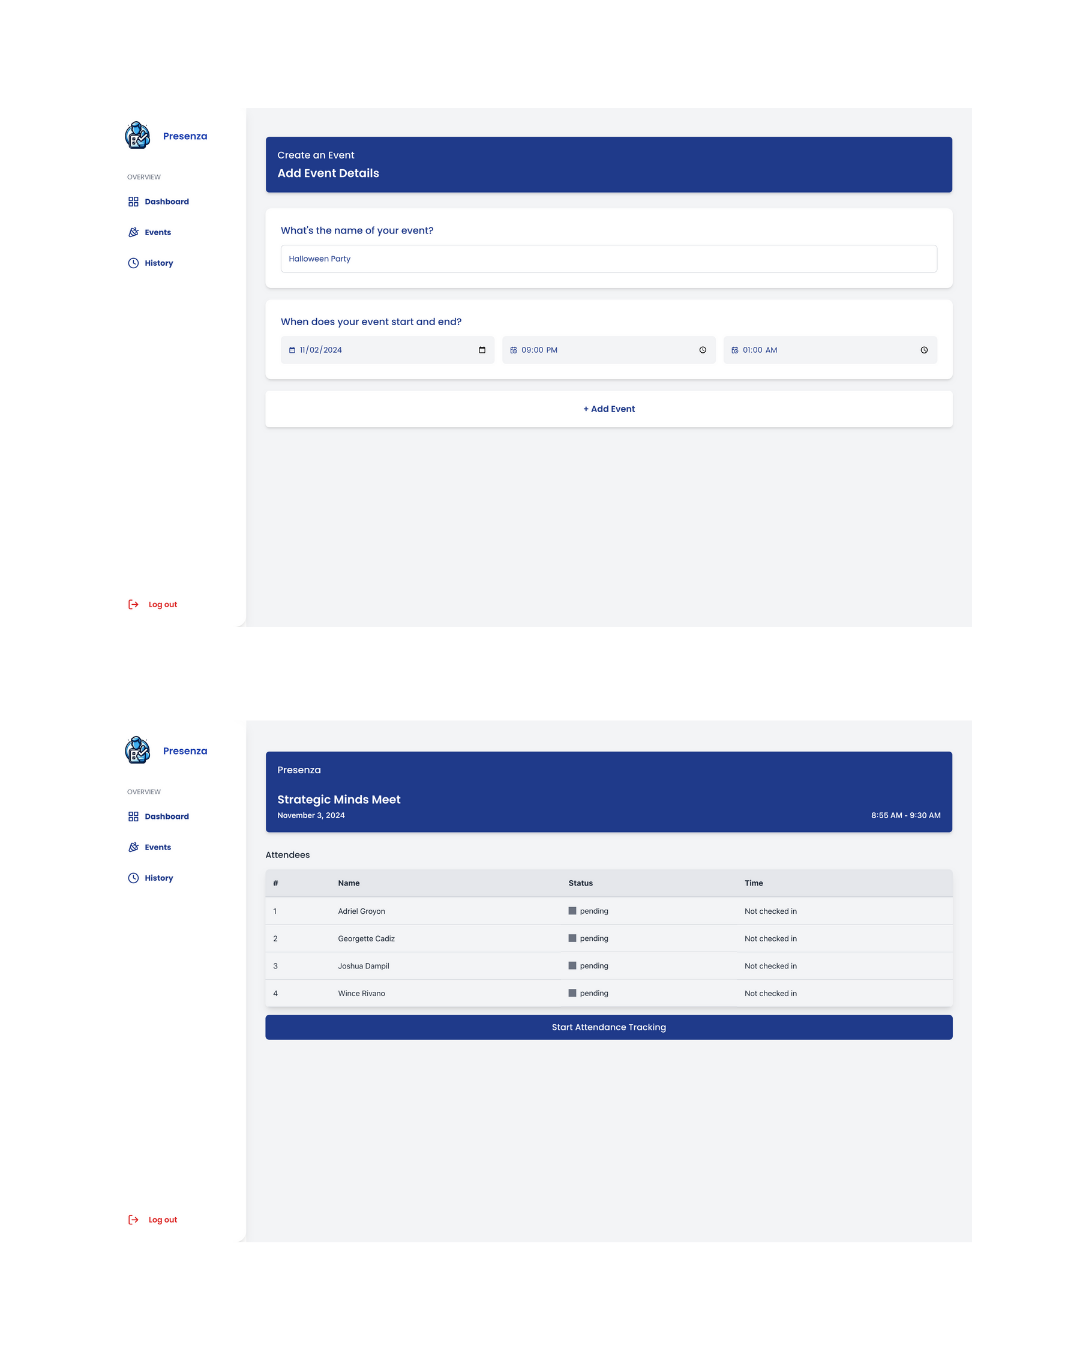 Presenza
OVERVIEW
Dashboard
Events
History
Log out
Create an Event
Add Event Details
What's the name of your event?
Halloween Party
When does your event start and end?
11/02/2024 09:00 PM 01:00 AM
+ Add Event
Presenza
OVERVIEW
Dashboard
Events
History
Log out
Presenza
Strategic Minds Meet
November 3, 2024 8:55 AM - 9:30 AM
Attendees
# Name Status Time
1 Adriel Groyon pending Not checked in
2 Georgette Cadiz pending Not checked in
3 Joshua Dampil pending Not checked in
4 Wince Rivano pending Not checked in
Start Attendance Tracking